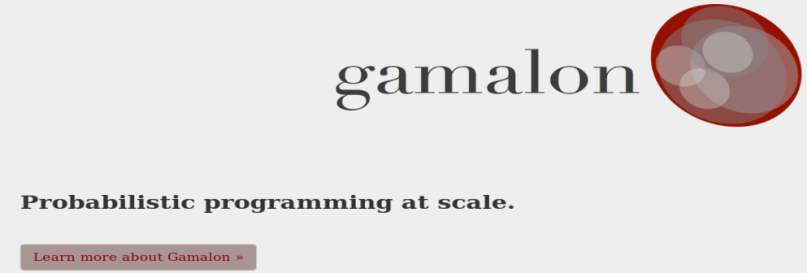 gamalon
Probabilistic programming at scale.
Learn more about Gamalon »